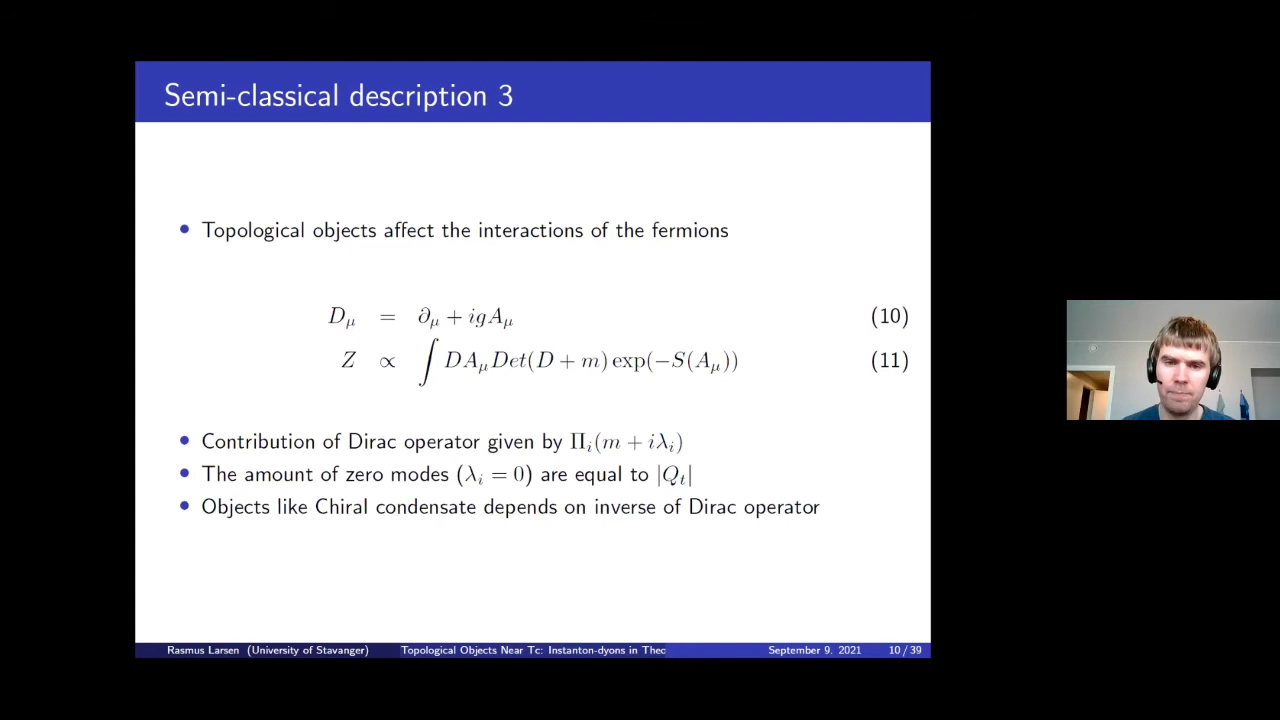 Semi-classical description 3
• Topological objects affect the interactions of the fermions
D_μ = ∂_μ + igA_μ (10)
Z ∝ ∫ DA_μ Det(D + m) exp(−S(A_μ)) (11)
• Contribution of Dirac operator given by Π_i(m + iλ_i)
• The amount of zero modes (λ_i = 0) are equal to |Q_t|
• Objects like Chiral condensate depends on inverse of Dirac operator
Rasmus Larsen (University of Stavanger) Topological Objects Near Tc: Instanton-dyons in Theo September 9. 2021 10 / 39